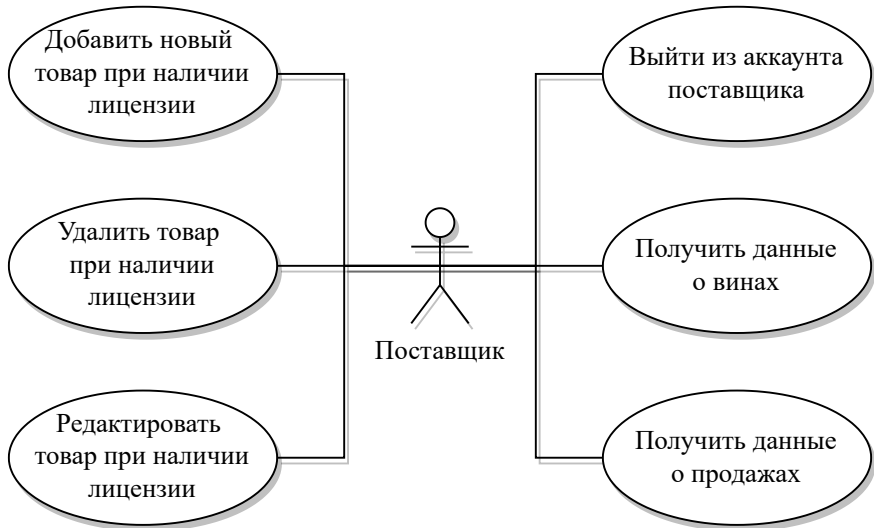 Добавить новый
товар при наличии
лицензии
Выйти из аккаунта
поставщика
Удалить товар
при наличии
лицензии
Получить данные
о винах
Поставщик
Редактировать
товар при наличии
лицензии
Получить данные
о продажах